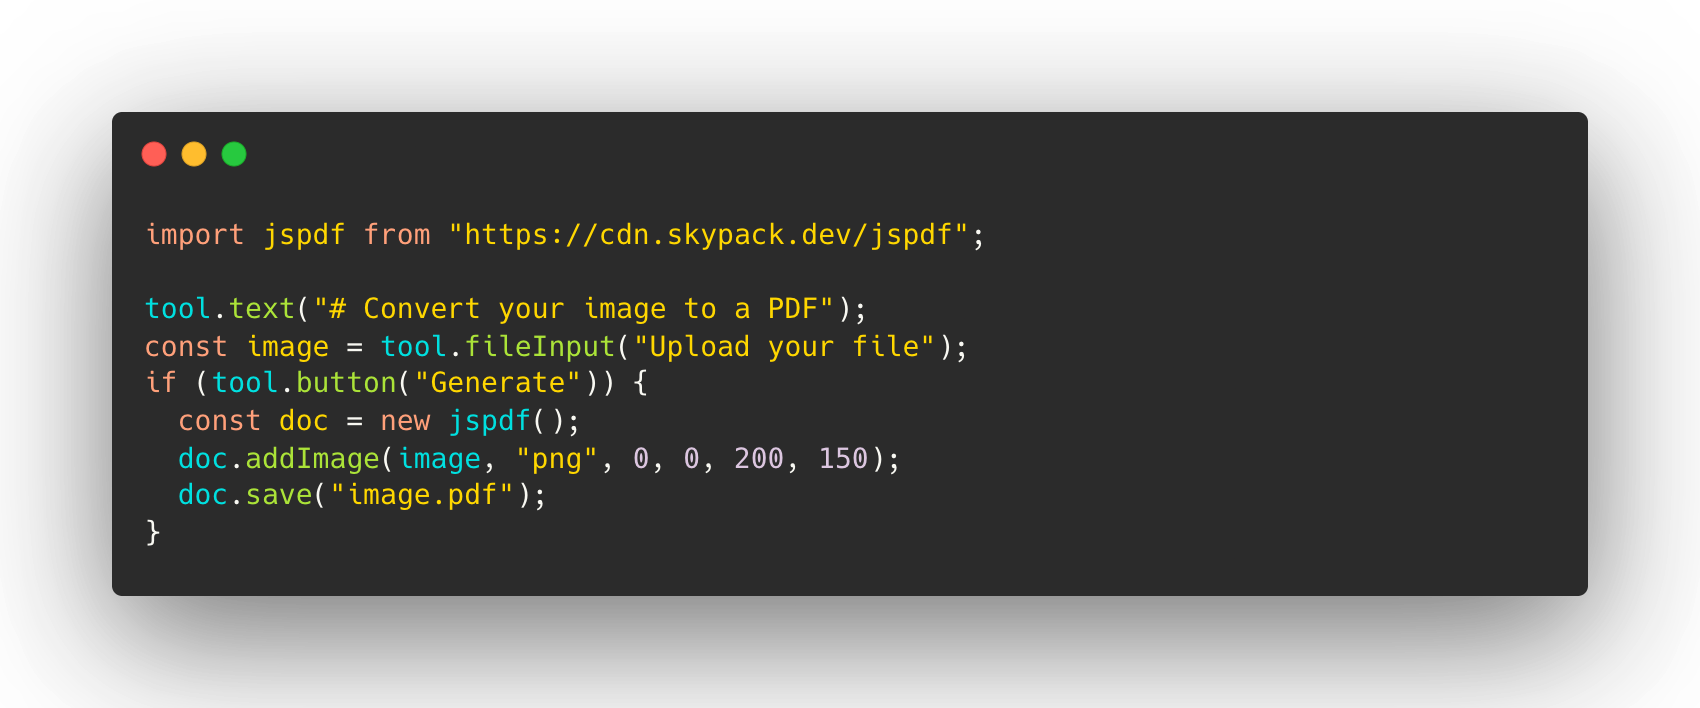 import jspdf from "https://cdn.skypack.dev/jspdf";

tool.text("# Convert your image to a PDF");
const image = tool.fileInput("Upload your file");
if (tool.button("Generate")) {
  const doc = new jspdf();
  doc.addImage(image, "png", 0, 0, 200, 150);
  doc.save("image.pdf");
}